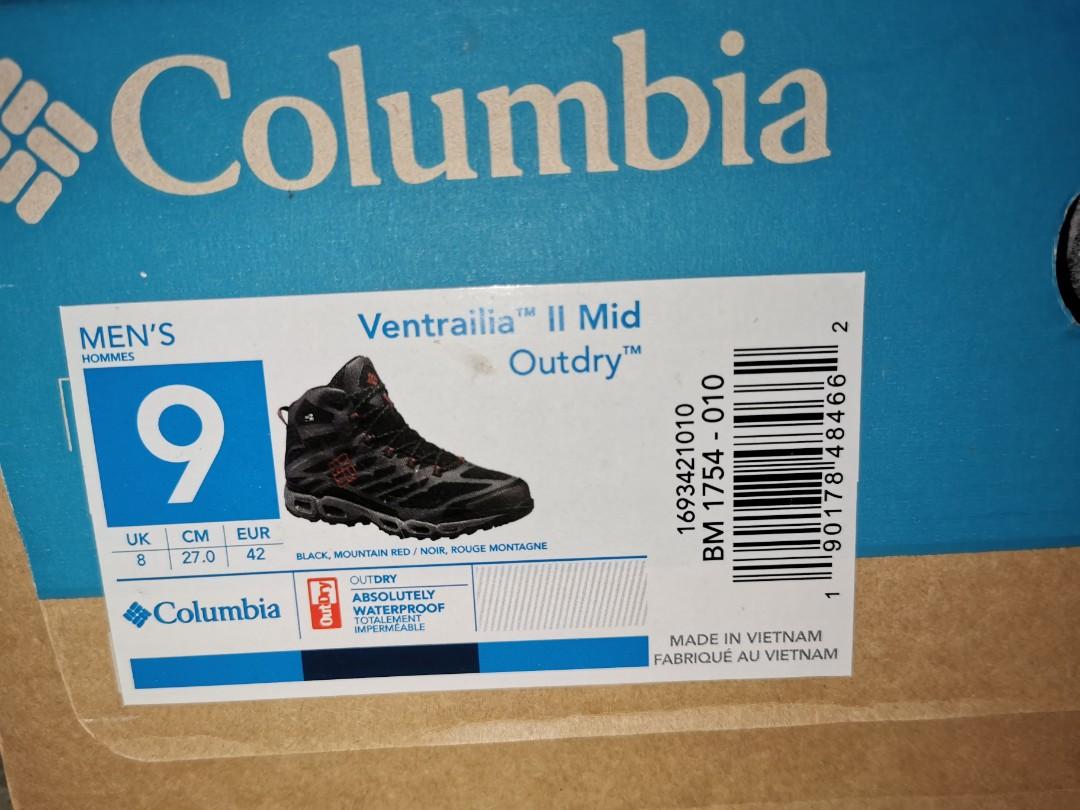 Columbia
MEN'S
HOMMES
9
UK CM EUR
8 27.0 42
Ventrailia™ II Mid
Outdry™
BLACK, MOUNTAIN RED / NOIR, ROUGE MONTAGNE
Columbia
OutDry
OUTDRY
ABSOLUTELY
WATERPROOF
TOTALEMENT
IMPERMÉABLE
1693421010
BM 1754 - 010
1 90178 48466 2
MADE IN VIETNAM
FABRIQUÉ AU VIETNAM